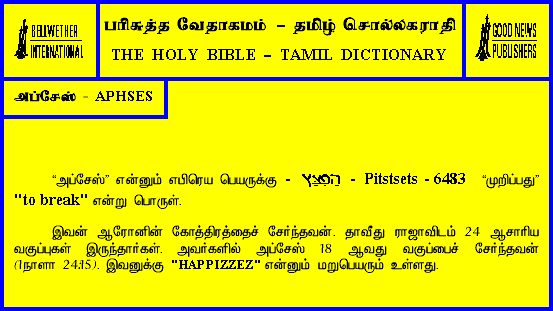 BELLWETHER
INTERNATIONAL
பரிசுத்த வேதாகமம் – தமிழ் சொல்லகராதி
THE HOLY BIBLE – TAMIL DICTIONARY
GOOD NEWS
PUBLISHERS
அப்சேஸ் - APHSES
“அப்சேஸ்” என்னும் எபிரெய பெயருக்கு - הפצץ - Pitstsets - 6483 “முறிப்பது”
"to break" என்று பொருள்.
இவன் ஆரோனின் கோத்திரத்தைச் சேர்ந்தவன். தாவீது ராஜாவிடம் 24 ஆசாரிய
வகுப்புகள் இருந்தார்கள். அவர்களில் அப்சேஸ் 18 ஆவது வகுப்பைச் சேர்ந்தவன்
(1நாளா 24:15). இவனுக்கு "HAPPIZZEZ" என்னும் மறுபெயரும் உள்ளது.